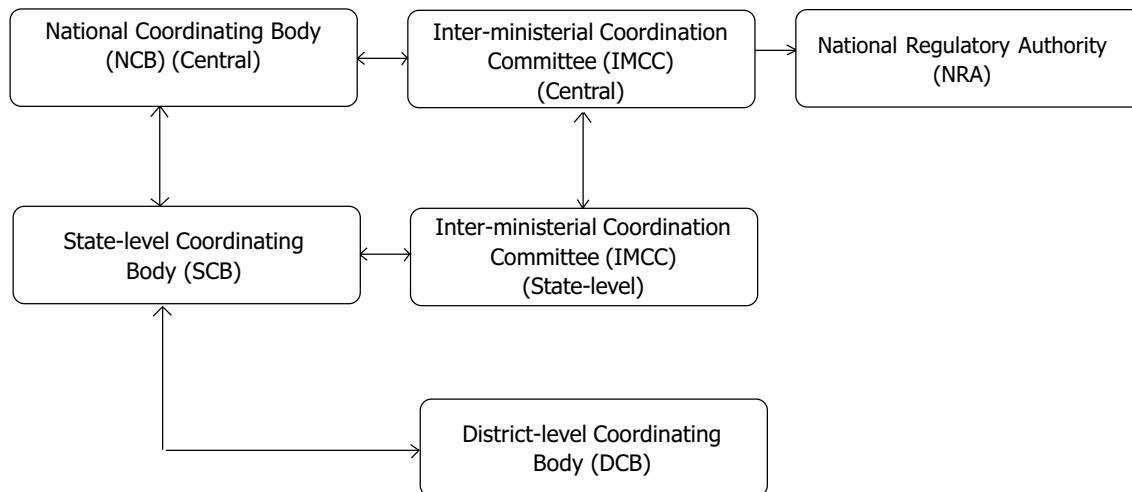 National Coordinating Body
(NCB) (Central)
Inter-ministerial Coordination
Committee (IMCC)
(Central)
National Regulatory Authority
(NRA)
State-level Coordinating
Body (SCB)
Inter-ministerial Coordination
Committee (IMCC)
(State-level)
District-level Coordinating
Body (DCB)